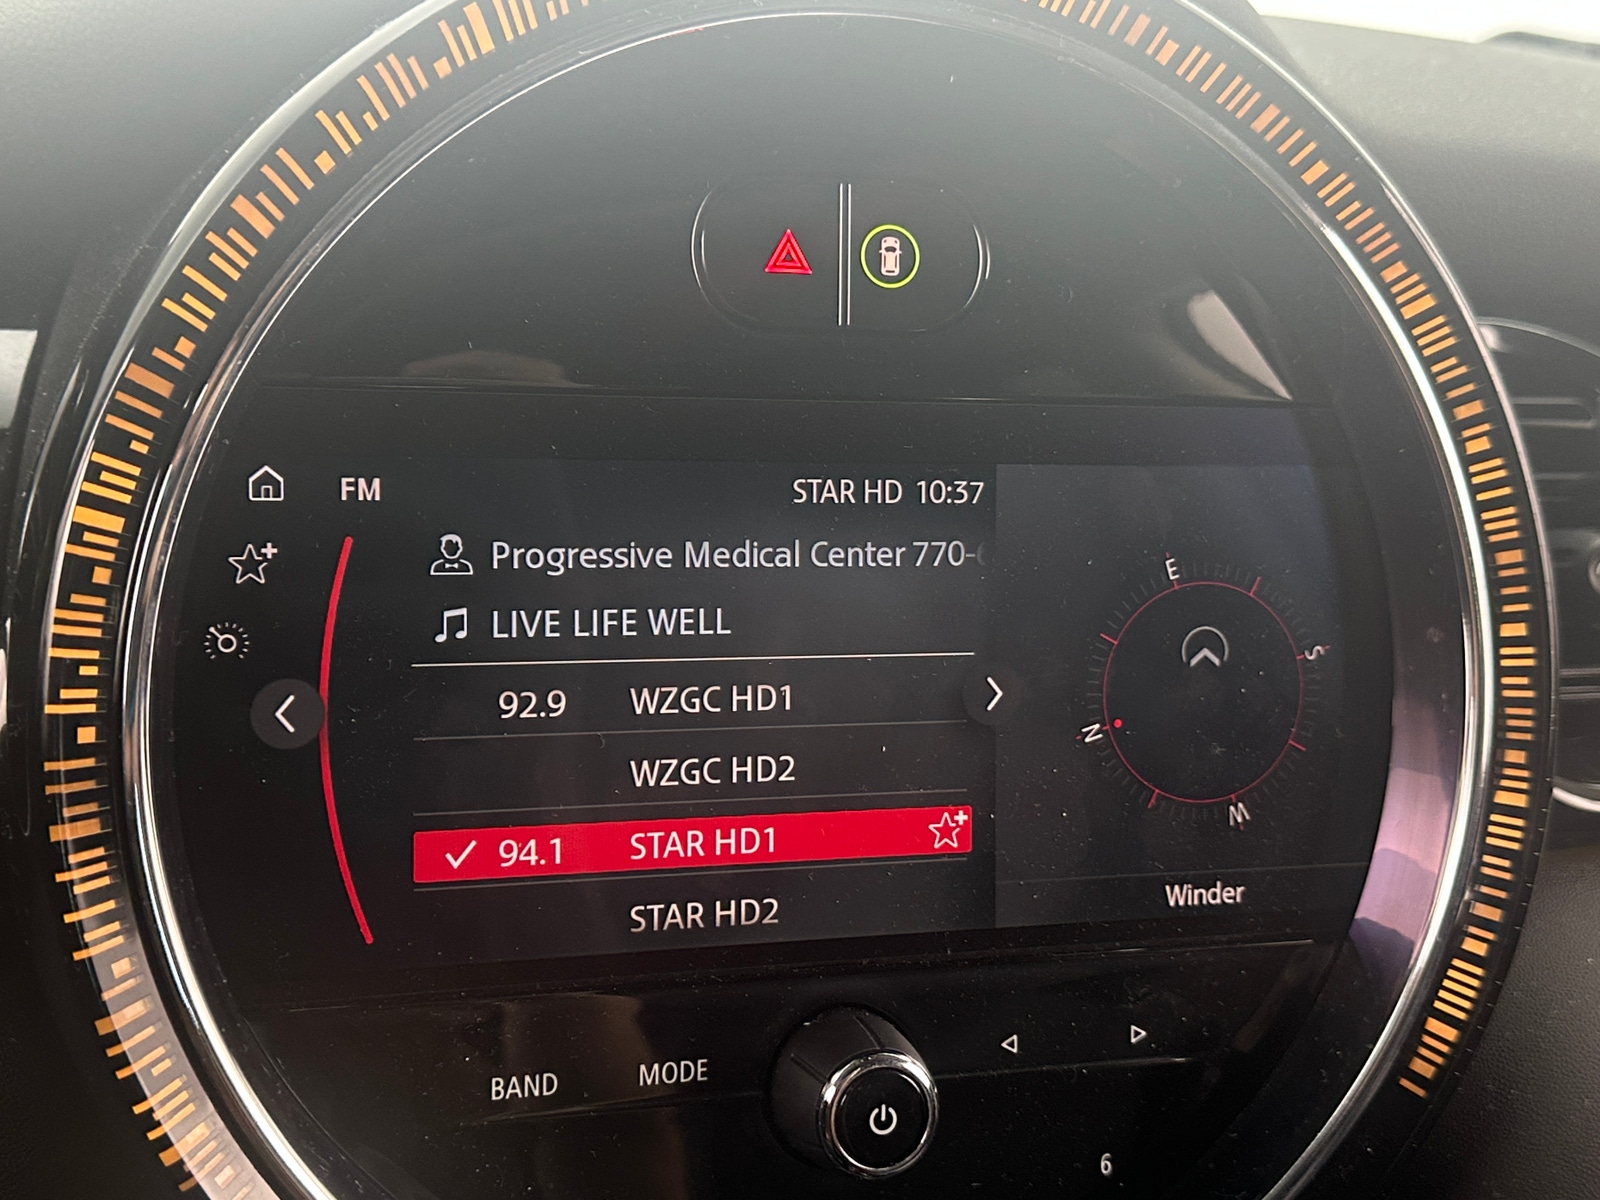 FM
STAR HD 10:37
Progressive Medical Center 770-
LIVE LIFE WELL
92.9 WZGC HD1
WZGC HD2
94.1 STAR HD1
STAR HD2
E
S
N
W
Winder
BAND
MODE
6